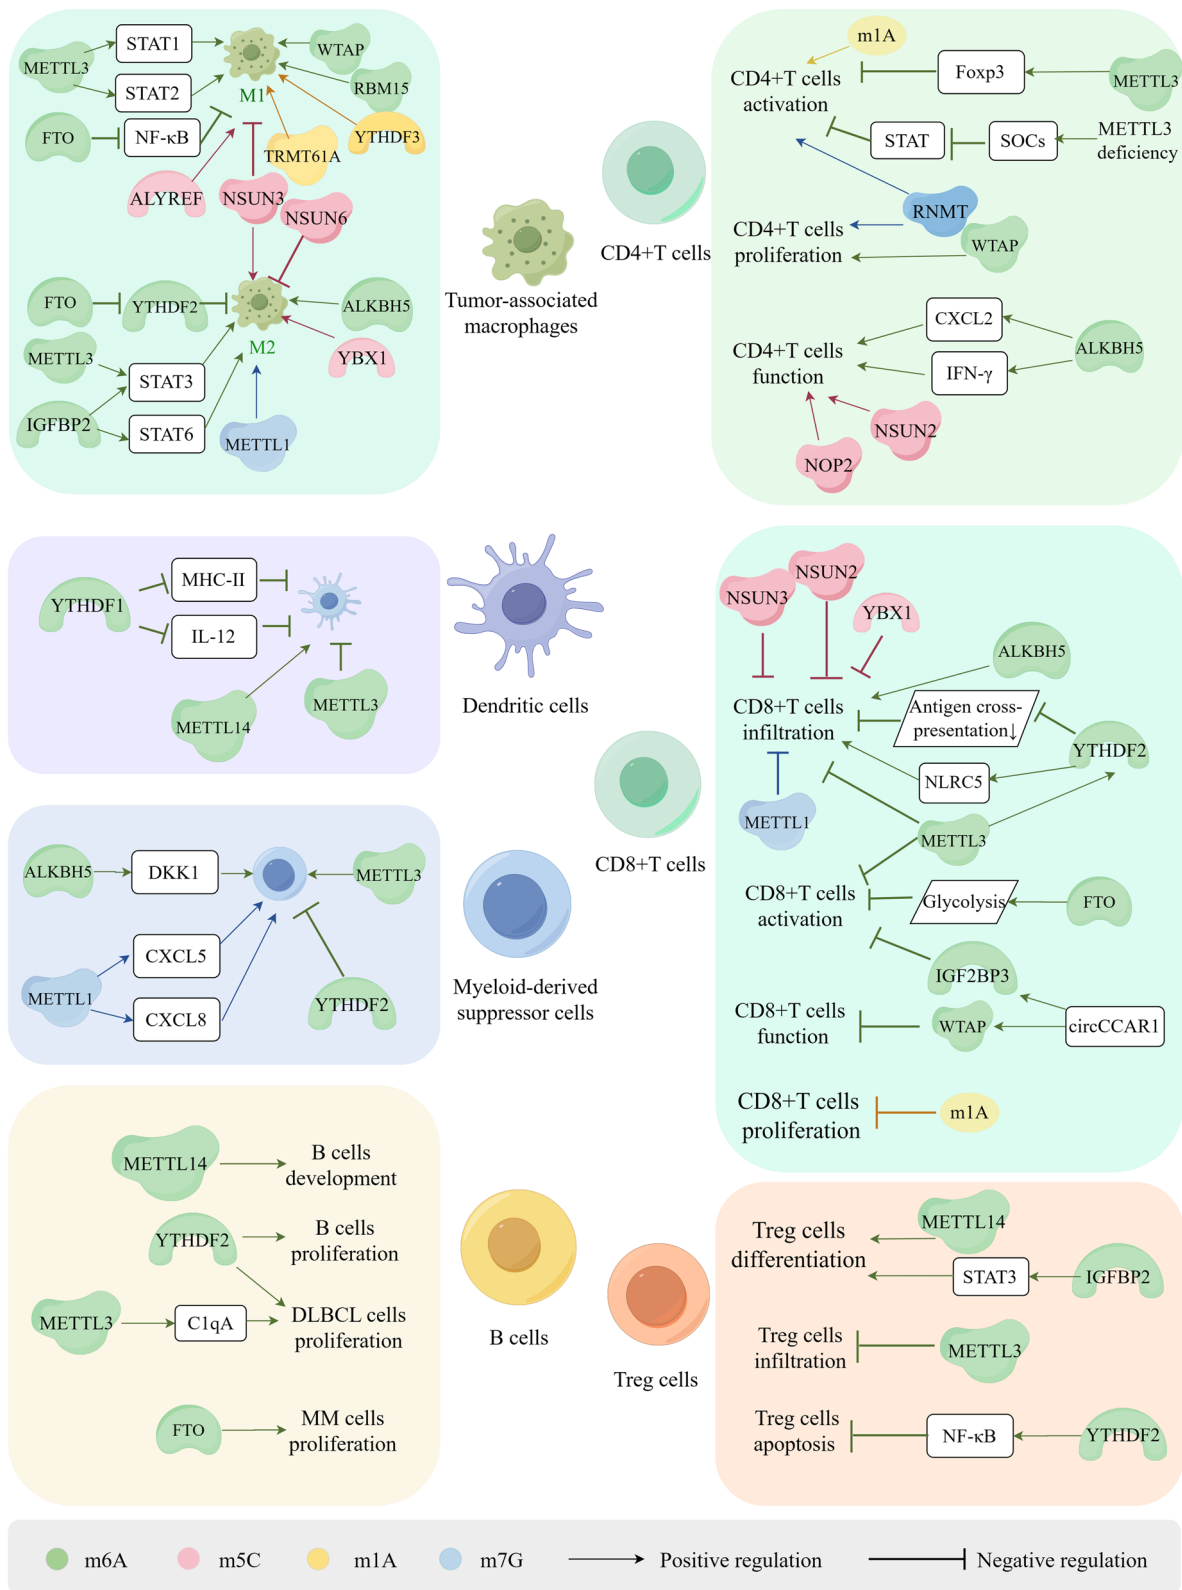 METTL3
STAT1
STAT2
WTAP
RBM15
M1
FTO
NF-κB
YTHDF3
TRMT61A
ALYREF
NSUN3
NSUN6
FTO
YTHDF2
ALKBH5
METTL3
M2
YBX1
STAT3
IGFBP2
STAT6
METTL1
Tumor-associated
macrophages
CD4+T cells
m1A
CD4+T cells
activation
Foxp3
METTL3
STAT
SOCs
METTL3
deficiency
RNMT
CD4+T cells
proliferation
WTAP
CXCL2
CD4+T cells
function
ALKBH5
IFN-γ
NSUN2
NOP2
YTHDF1
MHC-II
IL-12
METTL14
METTL3
Dendritic cells
CD8+T cells
NSUN3
NSUN2
YBX1
ALKBH5
CD8+T cells
infiltration
Antigen cross-
presentation↓
YTHDF2
NLRC5
METTL1
METTL3
CD8+T cells
activation
Glycolysis
FTO
IGF2BP3
CD8+T cells
function
WTAP
circCCAR1
CD8+T cells
proliferation
m1A
ALKBH5
DKK1
METTL3
CXCL5
METTL1
CXCL8
YTHDF2
Myeloid-derived
suppressor cells
METTL14
B cells
development
YTHDF2
B cells
proliferation
METTL3
C1qA
DLBCL cells
proliferation
FTO
MM cells
proliferation
B cells
Treg cells
METTL14
Treg cells
differentiation
STAT3
IGFBP2
Treg cells
infiltration
METTL3
Treg cells
apoptosis
NF-κB
YTHDF2
m6A
m5C
m1A
m7G
Positive regulation
Negative regulation